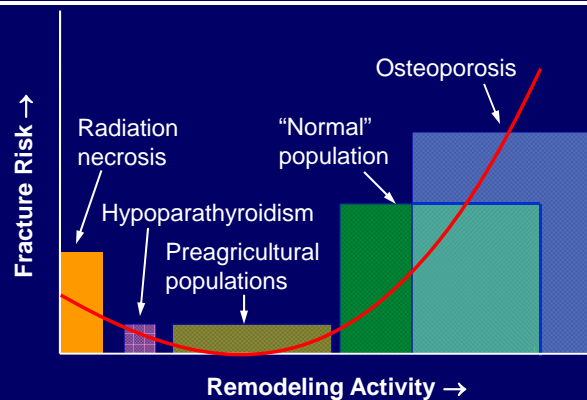 Fracture Risk →
Osteoporosis
Radiation
necrosis
“Normal”
population
Hypoparathyroidism
Preagricultural
populations
Remodeling Activity →